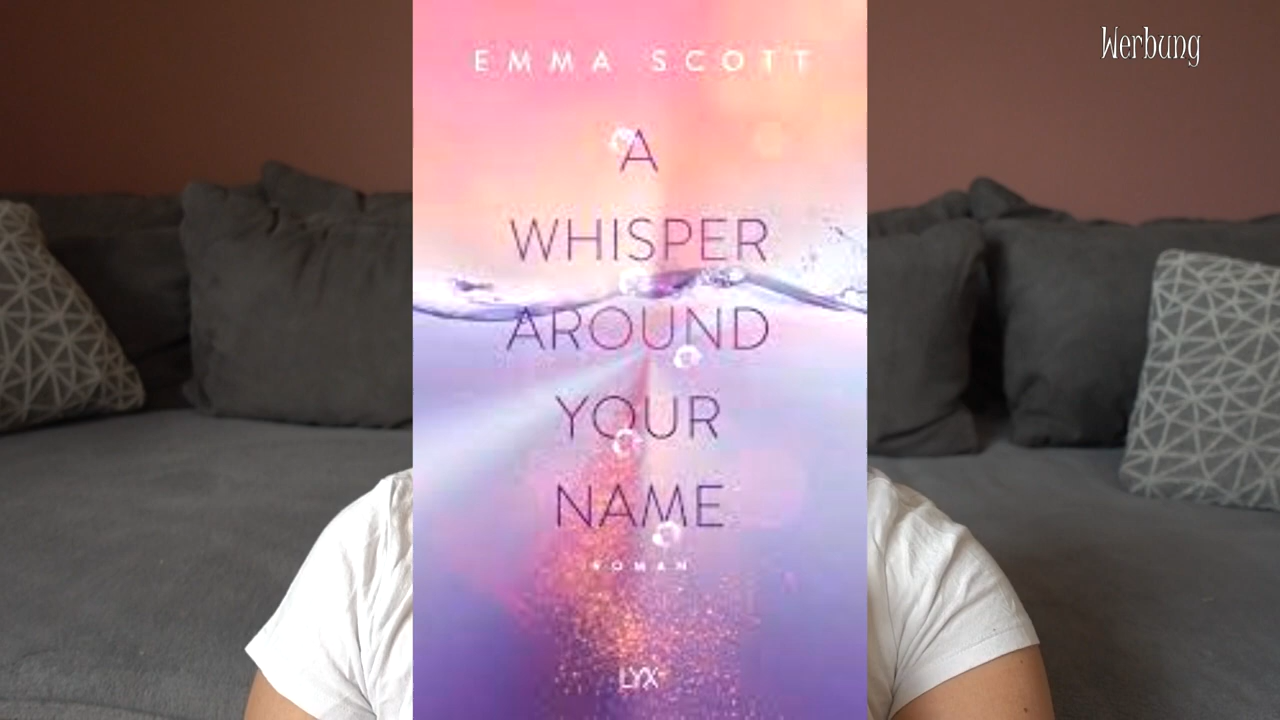 Werbung
EMMA SCOTT
A
WHISPER
AROUND
YOUR
NAME
ROMAN
LYX